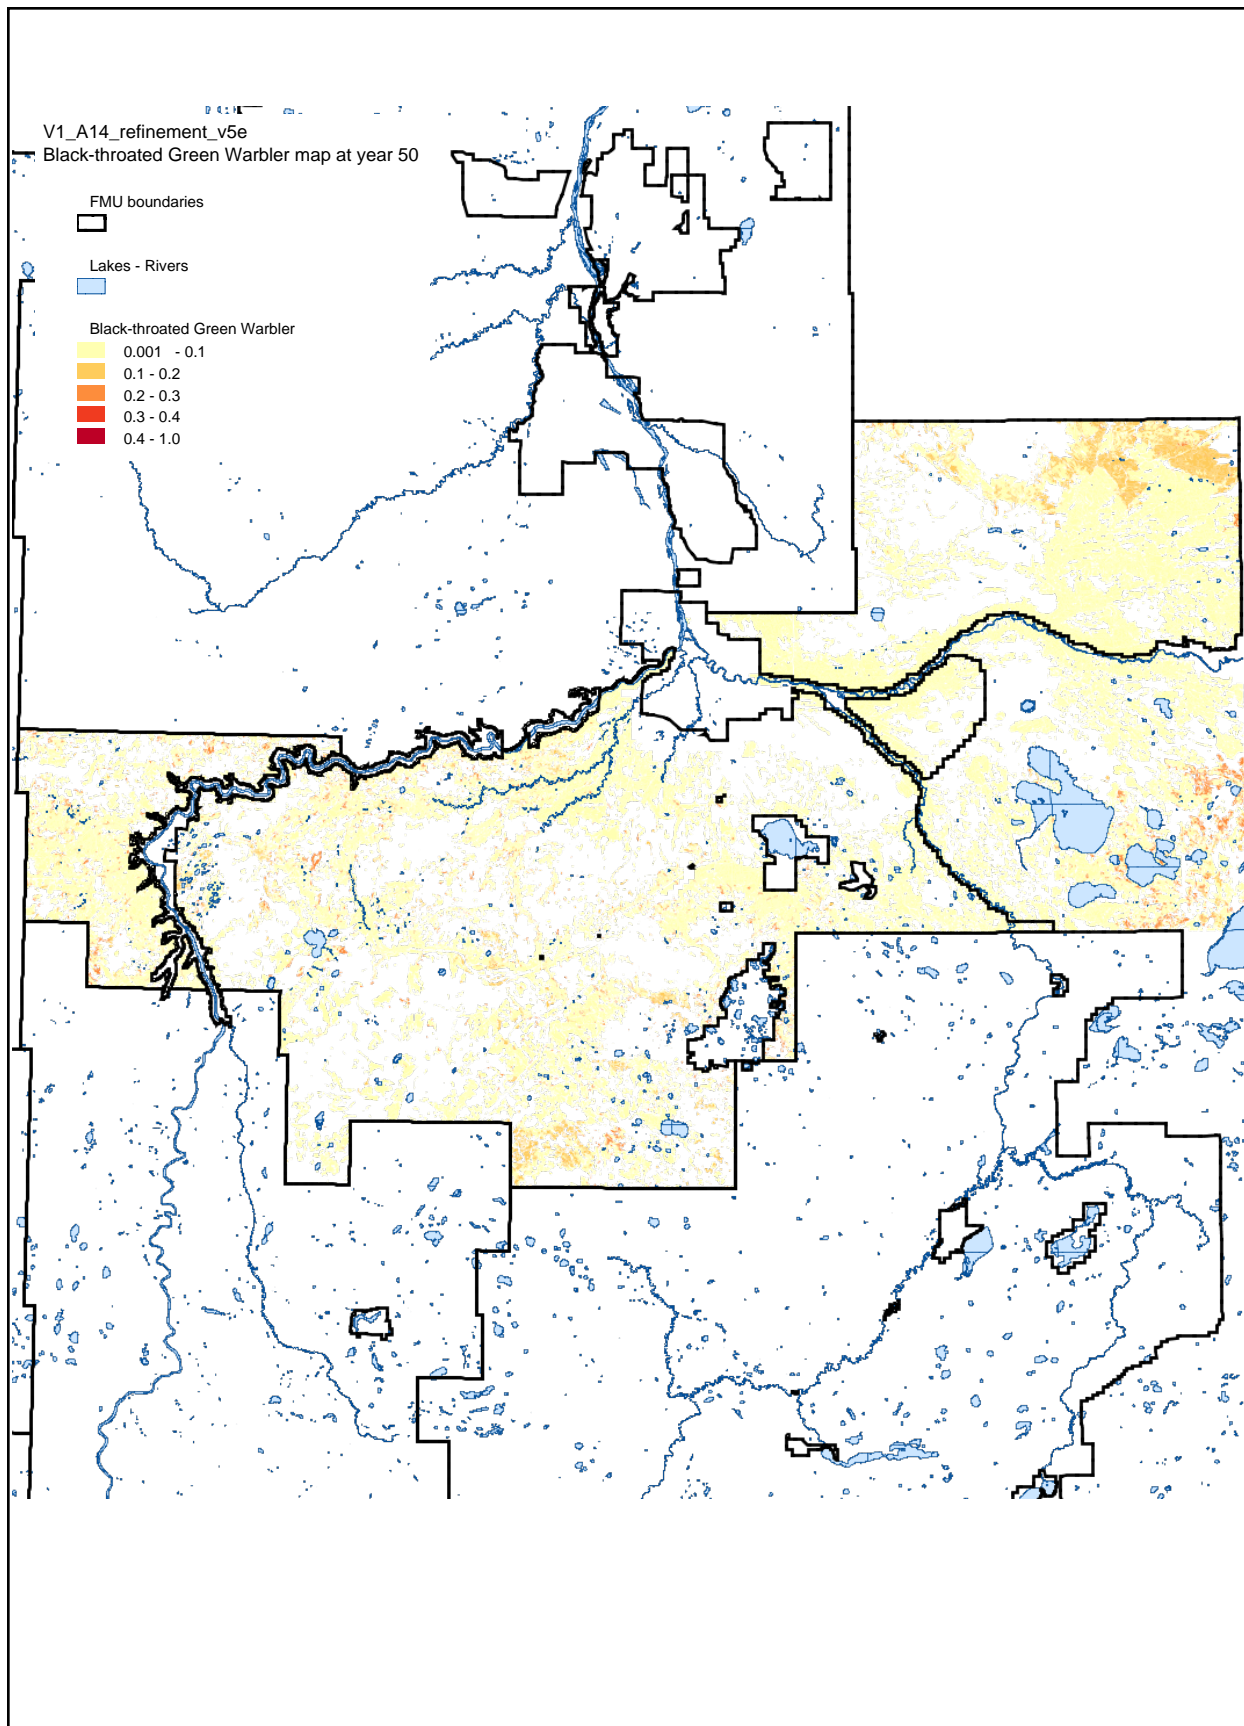 V1_A14_refinement_v5e
Black-throated Green Warbler map at year 50
FMU boundaries
Lakes - Rivers
Black-throated Green Warbler
0.001 - 0.1
0.1 - 0.2
0.2 - 0.3
0.3 - 0.4
0.4 - 1.0